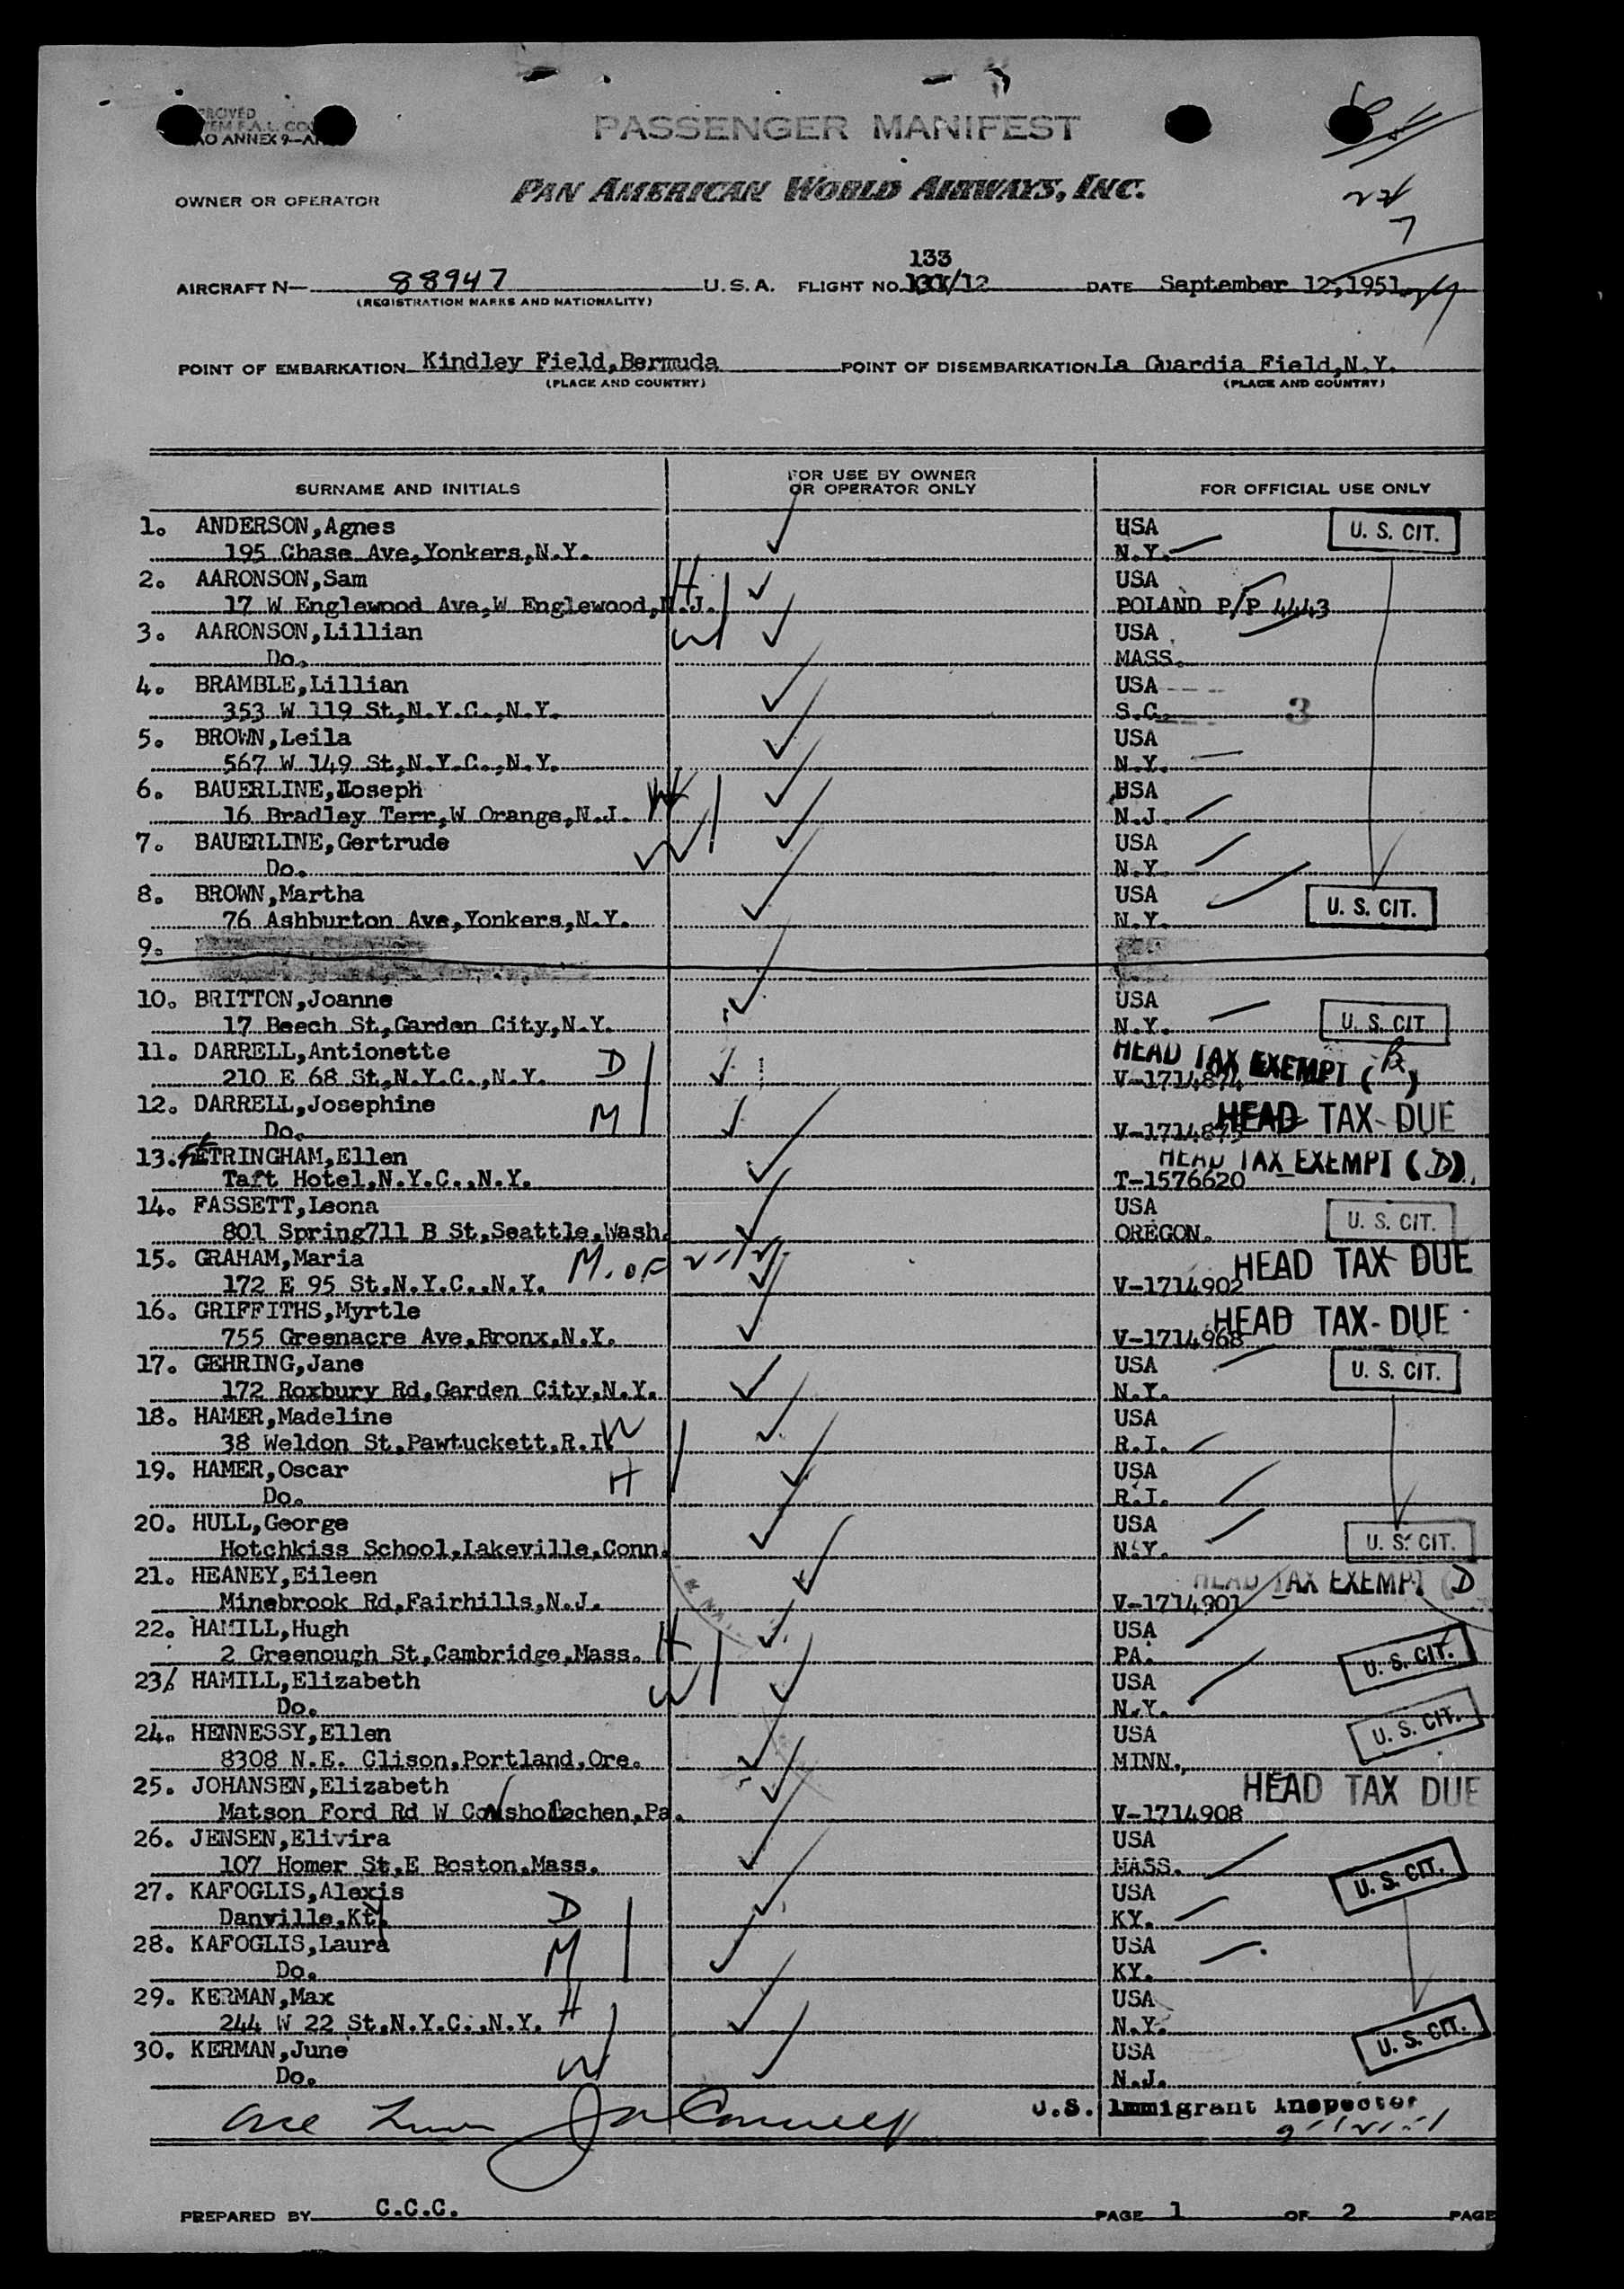 PASSENGER MANIFEST
ANNEX 9
OWNER OR OPERATOR PAN AMERICAN WORLD AIRWAYS, INC.
133
AIRCRAFT N— 88947 U.S.A. FLIGHT NO. /12 DATE September 12,1951
(REGISTRATION MARKS AND NATIONALITY)
POINT OF EMBARKATION Kindley Field,Bermuda POINT OF DISEMBARKATION La Guardia Field,N.Y.
(PLACE AND COUNTRY) (PLACE AND COUNTRY)
SURNAME AND INITIALS FOR USE BY OWNER OR OPERATOR ONLY FOR OFFICIAL USE ONLY
1. ANDERSON,Agnes USA U. S. CIT.
195 Chase Ave,Yonkers,N.Y. N.Y.
2. AARONSON,Sam H USA
17 W Englewood Ave,W Englewood,N.J. POLAND P/P 4443
3. AARONSON,Lillian W USA
Do. MASS.
4. BRAMBLE,Lillian USA
353 W 119 St,N.Y.C.,N.Y. S.C. 3
5. BROWN,Leila USA
567 W 149 St,N.Y.C.,N.Y. N.Y.
6. BAUERLINE,Joseph USA
16 Bradley Terr,W Orange,N.J. N.J.
7. BAUERLINE,Gertrude W USA
Do. N.Y.
8. BROWN,Martha USA U. S. CIT.
76 Ashburton Ave,Yonkers,N.Y. N.Y.
9.
10. BRITTON,Joanne USA
17 Beech St,Garden City,N.Y. N.Y. U. S. CIT
11. DARRELL,Antionette D HEAD TAX EXEMPT (B)
210 E 68 St,N.Y.C.,N.Y. V-1714874
12. DARRELL,Josephine M HEAD TAX DUE
Do. V-1714875
13. FETRINGHAM,Ellen HEAD TAX EXEMPT (D)
Taft Hotel,N.Y.C.,N.Y. T-1576620
14. FASSETT,Leona USA U. S. CIT.
801 Spring711 B St,Seattle,Wash. OREGON.
15. GRAHAM,Maria M. of HEAD TAX DUE
172 E 95 St,N.Y.C.,N.Y. V-1714902
16. GRIFFITHS,Myrtle HEAD TAX DUE
755 Greenacre Ave,Bronx,N.Y. V-1714968
17. GEHRING,Jane USA U. S. CIT.
172 Roxbury Rd,Garden City,N.Y. N.Y.
18. HAMER,Madeline W USA
38 Weldon St,Pawtuckett,R.I. R.I.
19. HAMER,Oscar H USA
Do. R.I.
20. HULL,George USA
Hotchkiss School,Lakeville,Conn. N.Y. U. S. CIT.
21. HEANEY,Eileen HEAD TAX EXEMPT (D
Minebrook Rd,Fairhills,N.J. V-1714901
22. HAMILL,Hugh H USA
2 Greenough St,Cambridge,Mass. PA. U. S. CIT.
23. HAMILL,Elizabeth W USA
Do. N.Y.
24. HENNESSY,Ellen USA U. S. CIT.
8308 N.E. Clison,Portland,Ore. MINN.,
25. JOHANSEN,Elizabeth HEAD TAX DUE
Matson Ford Rd W Conshohocken,Pa. V-1714908
26. JENSEN,Elivira USA
107 Homer St,E Boston,Mass. MASS. U. S. CIT.
27. KAFOGLIS,Alexis D USA
Danville,Ky. KY.
28. KAFOGLIS,Laura M USA
Do. KY.
29. KERMAN,Max H USA
244 W 22 St,N.Y.C.,N.Y. N.Y.
30. KERMAN,June W USA U. S. CIT.
Do. N.J.
U.S. Immigrant Inspector
PREPARED BY C.C.C. PAGE 1 OF 2 PAGE